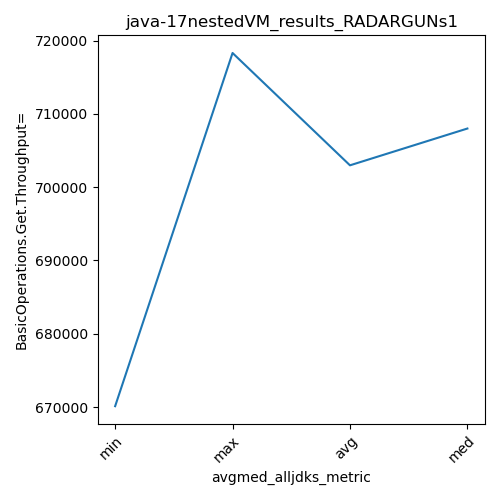 java-17nestedVM_results_RADARGUNs1
BasicOperations.Get.Throughput=
720000
710000
700000
690000
680000
670000
min
max
avg
med
avgmed_alljdks_metric